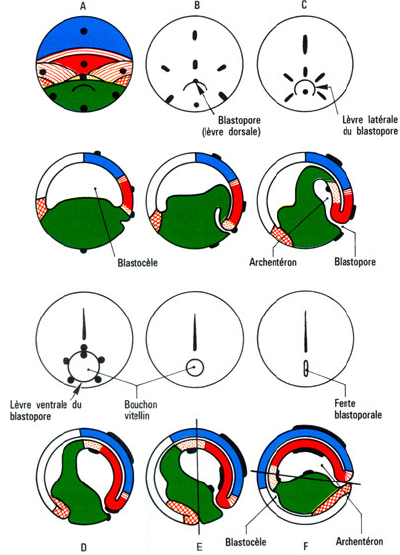 A
B
C
Blastopore
(lèvre dorsale)
Lèvre latérale
du blastopore
Blastocèle
Archentéron
Blastopore
Lèvre ventrale du
blastopore
Bouchon
vitellin
Fente
blastoporale
Blastocèle
Archentéron
D
E
F